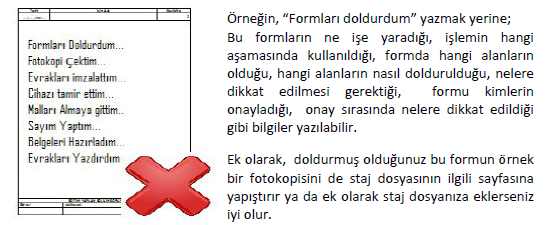 Formları Doldurdum...
Fotokopi Çektim...
Evrakları imzalattım...
Cihazı tamir ettim...
Malları Almaya gittim..
Sayım Yaptım...
Belgeleri Hazırladım...
Evrakları Yazdırdım
Örneğin, “Formları doldurdum” yazmak yerine;
Bu formların ne işe yaradığı, işlemin hangi
aşamasında kullanıldığı, formda hangi alanların
olduğu, hangi alanların nasıl doldurulduğu, nelere
dikkat edilmesi gerektiği, formu kimlerin
onayladığı, onay sırasında nelere dikkat edildiği
gibi bilgiler yazılabilir.
Ek olarak, doldurmuş olduğunuz bu formun örnek
bir fotokopisini de staj dosyasının ilgili sayfasına
yapıştırır ya da ek olarak staj dosyanıza eklerseniz
iyi olur.